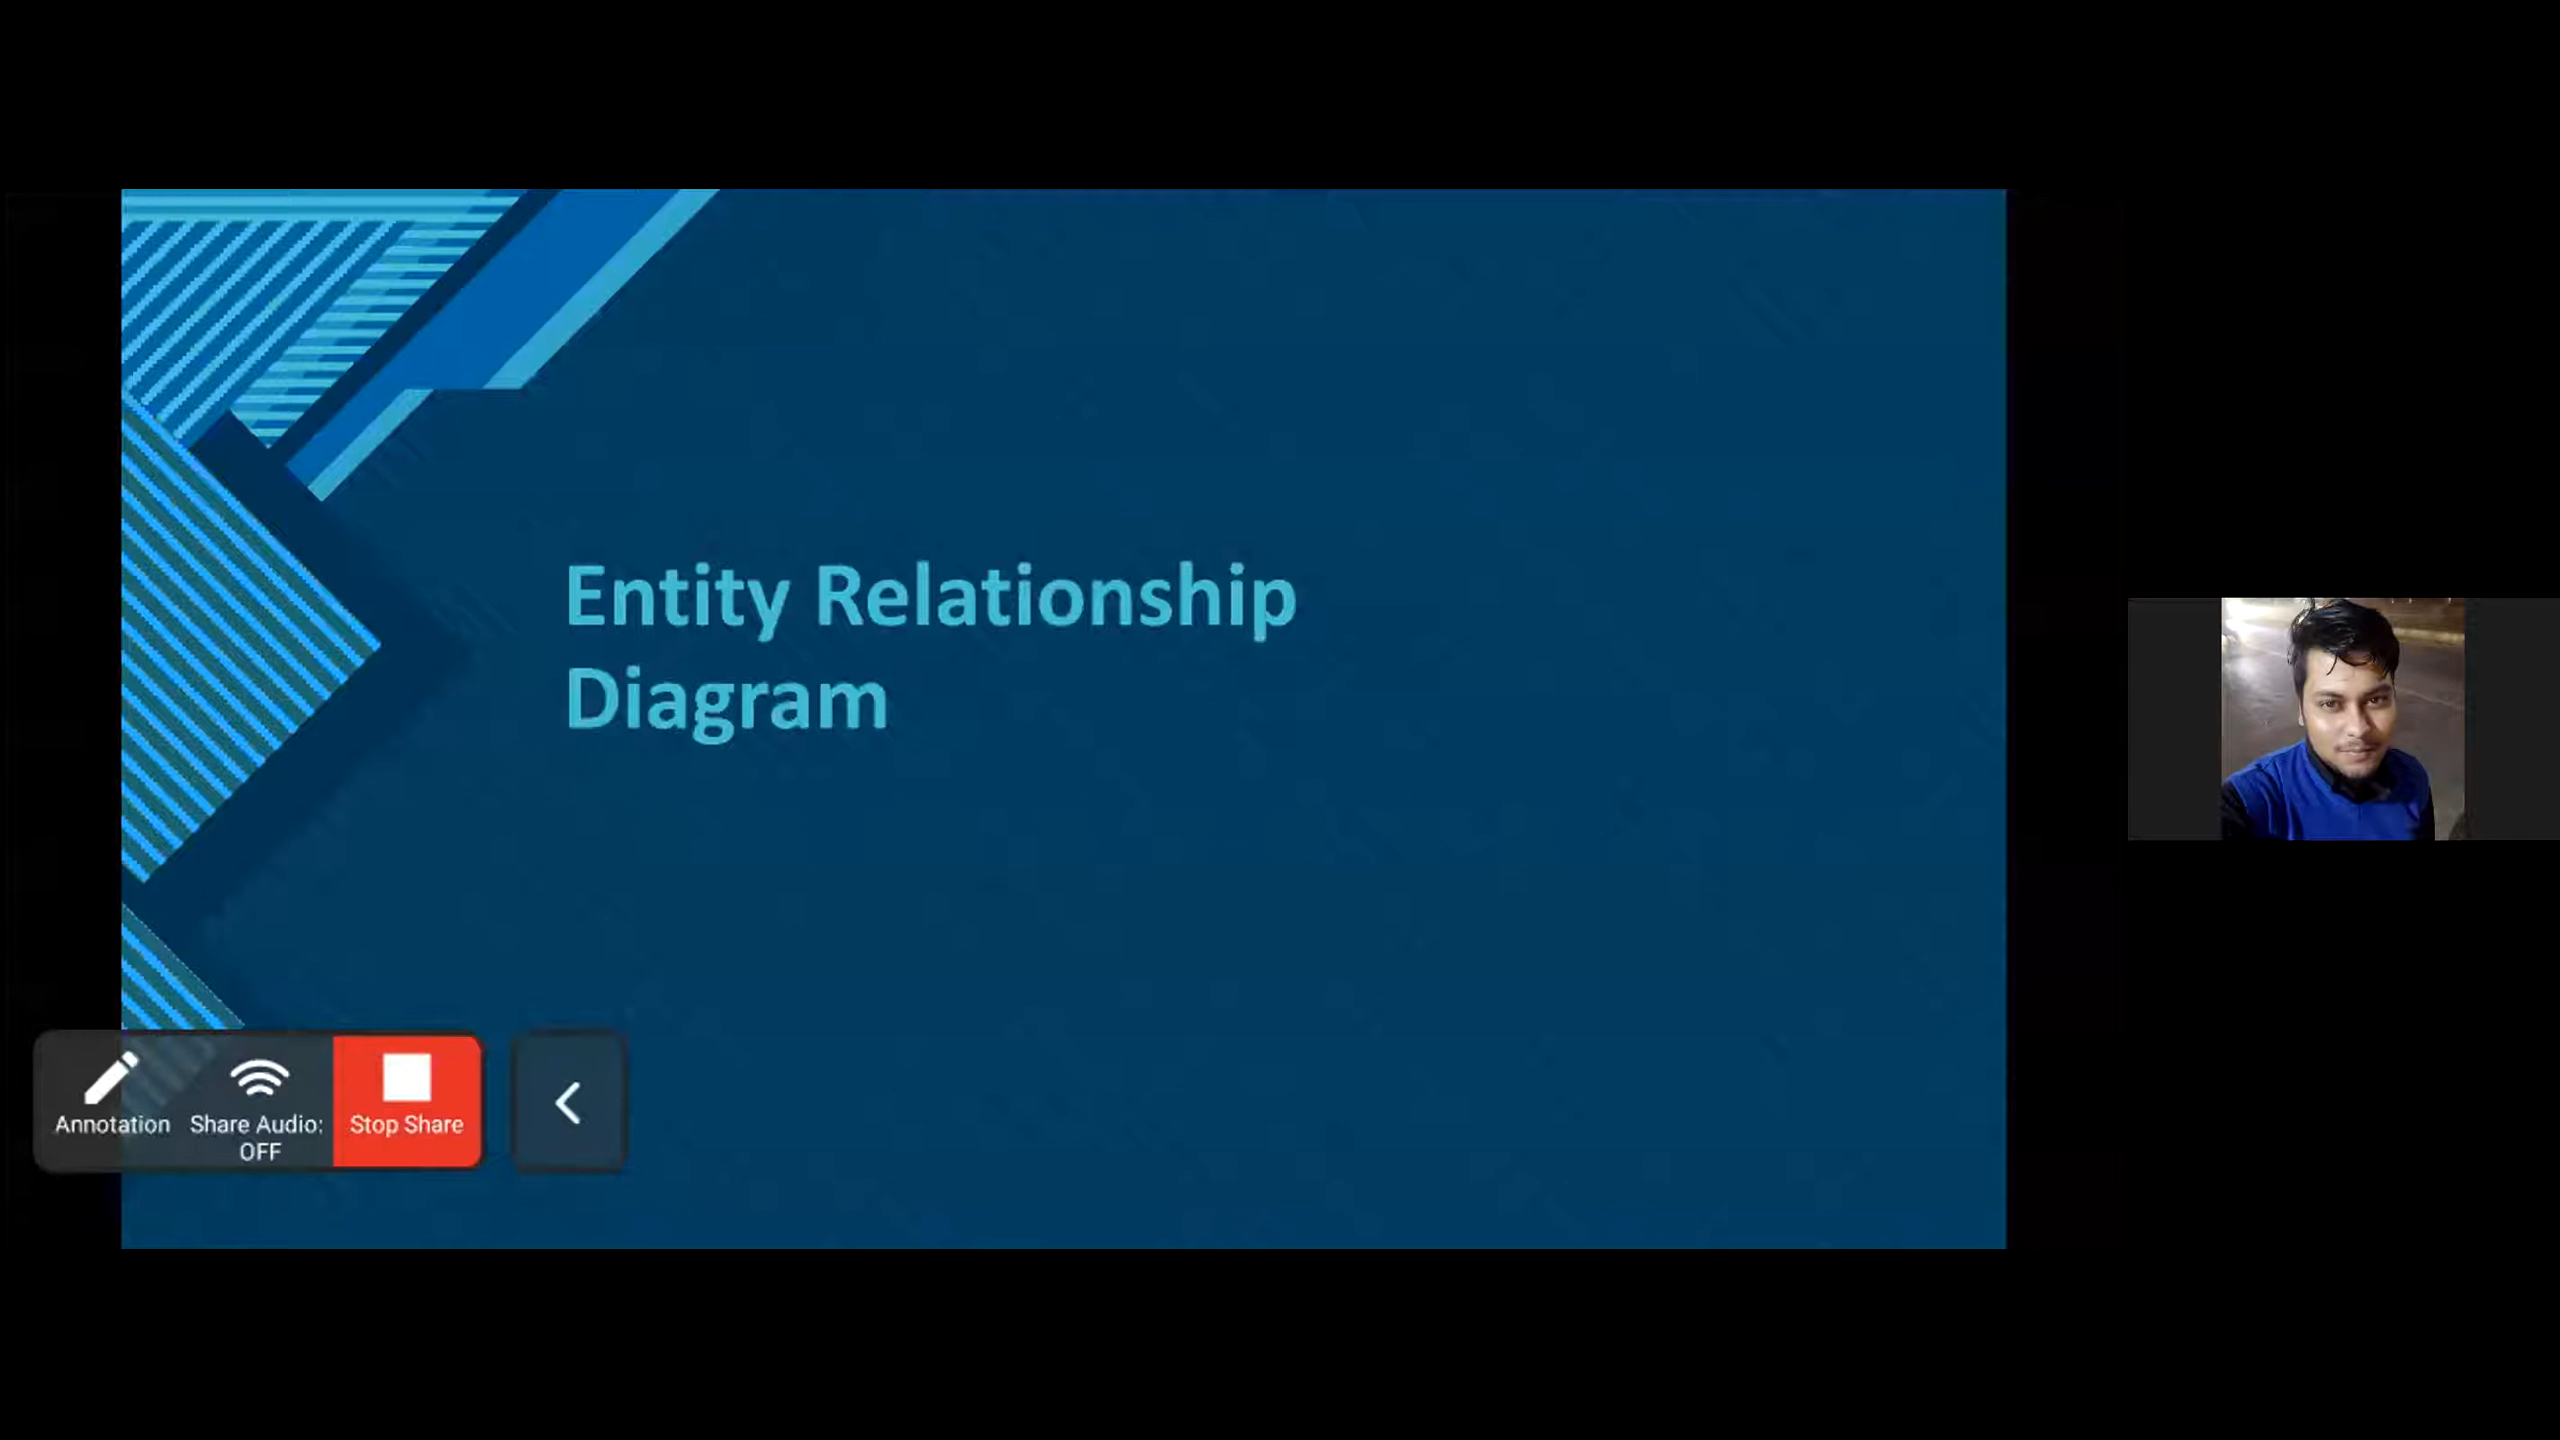 Entity Relationship
Diagram
Annotation
Share Audio:
OFF
Stop Share